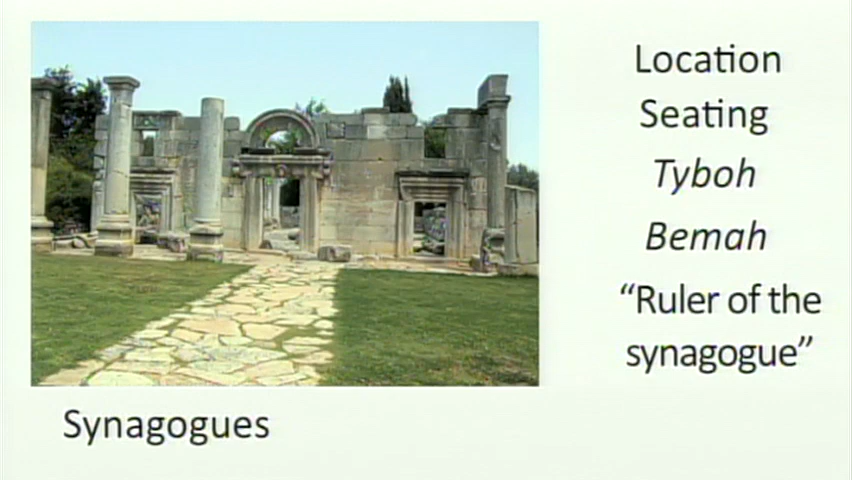 Location
Seating
Tyboh
Bemah
“Ruler of the
synagogue”
Synagogues